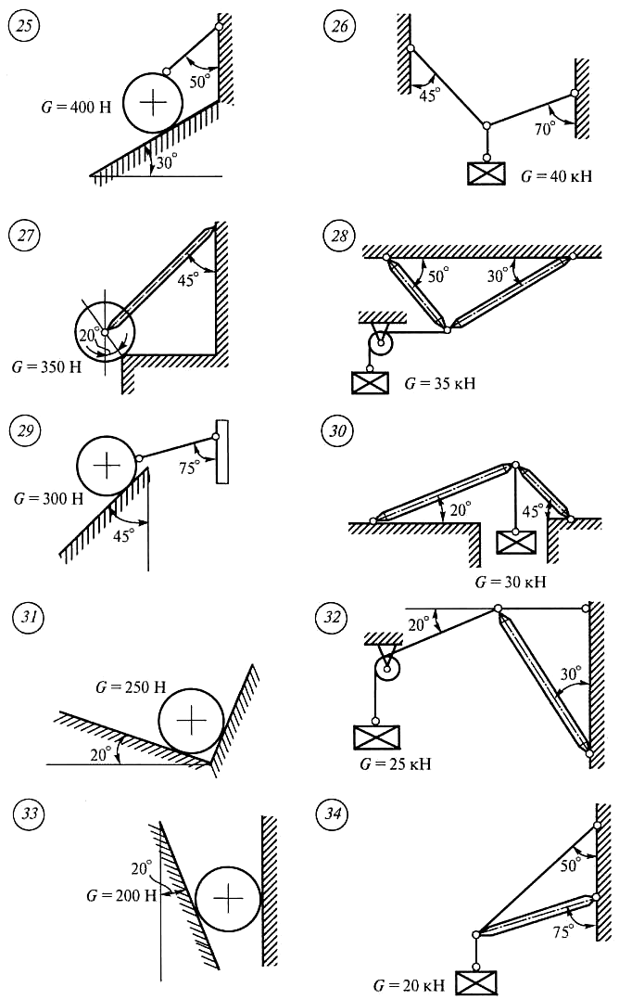 25
50°
G = 400 Н
30°
26
45°
70°
G = 40 кН
27
45°
20°
G = 350 Н
28
50°
30°
G = 35 кН
29
G = 300 Н
75°
45°
30
20°
45°
G = 30 кН
31
G = 250 Н
20°
32
20°
30°
G = 25 кН
33
20°
G = 200 Н
34
50°
75°
G = 20 кН